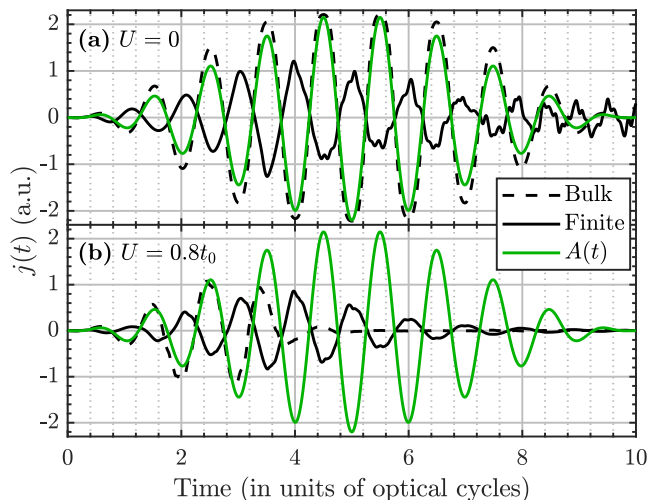 2
(a) U = 0
1
0
-1
-2
Bulk
Finite
A(t)
j(t) (a.u.)
2
(b) U = 0.8t₀
1
0
-1
-2
0 2 4 6 8 10
Time (in units of optical cycles)